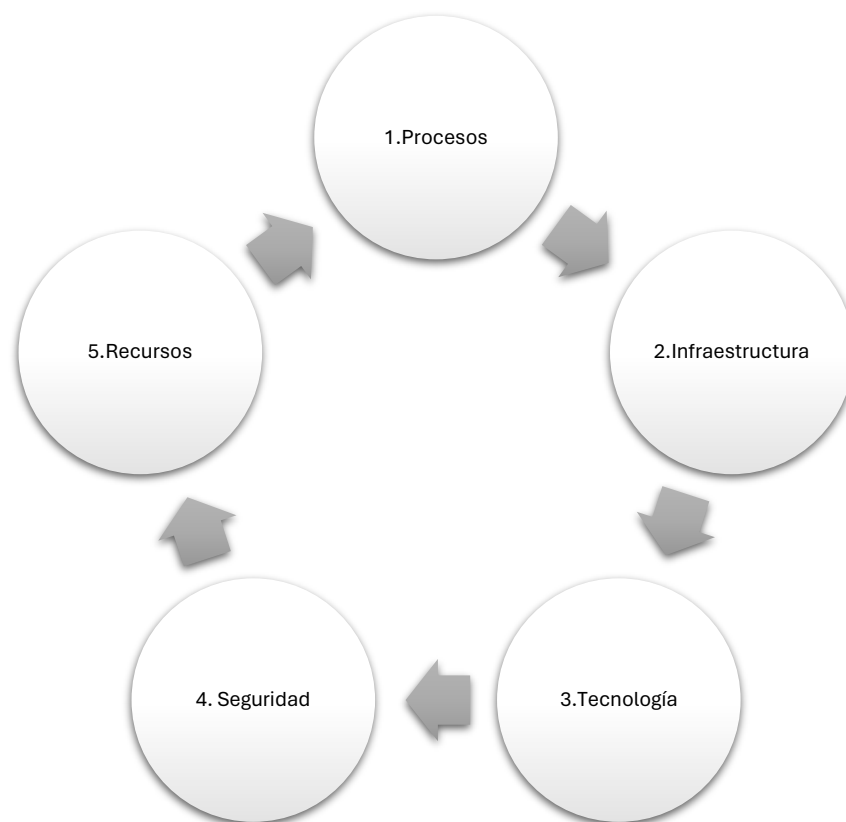 1.Procesos
2.Infraestructura
3.Tecnología
4. Seguridad
5.Recursos